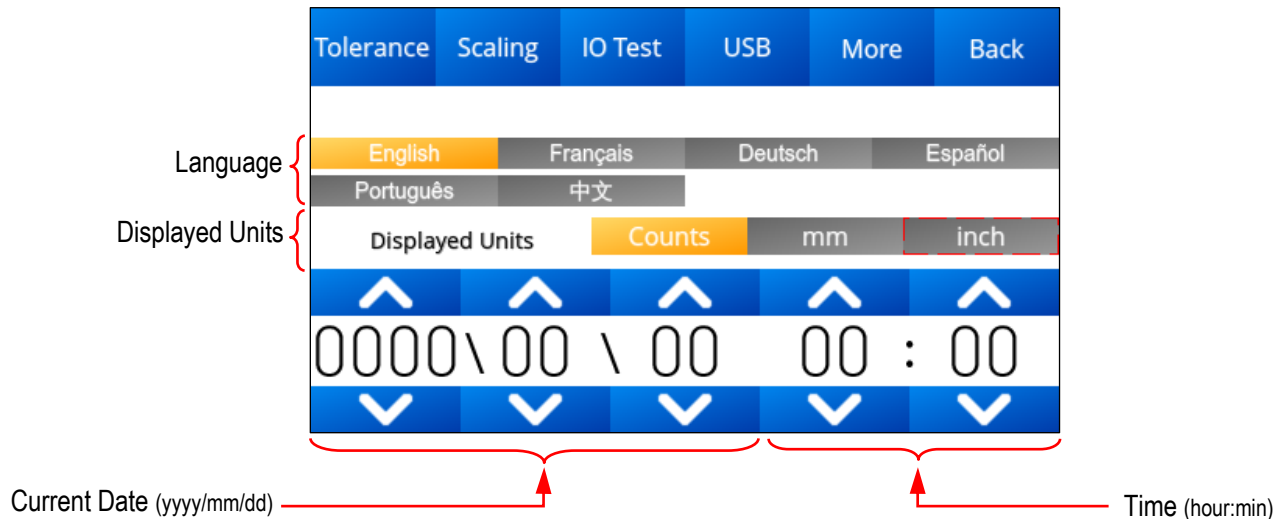 Tolerance Scaling IO Test USB More Back
Language
English Français Deutsch Español
Português 中文
Displayed Units
Displayed Units Counts mm inch
0000\ 00 \ 00 00 : 00
Current Date (yyyy/mm/dd)
Time (hour:min)